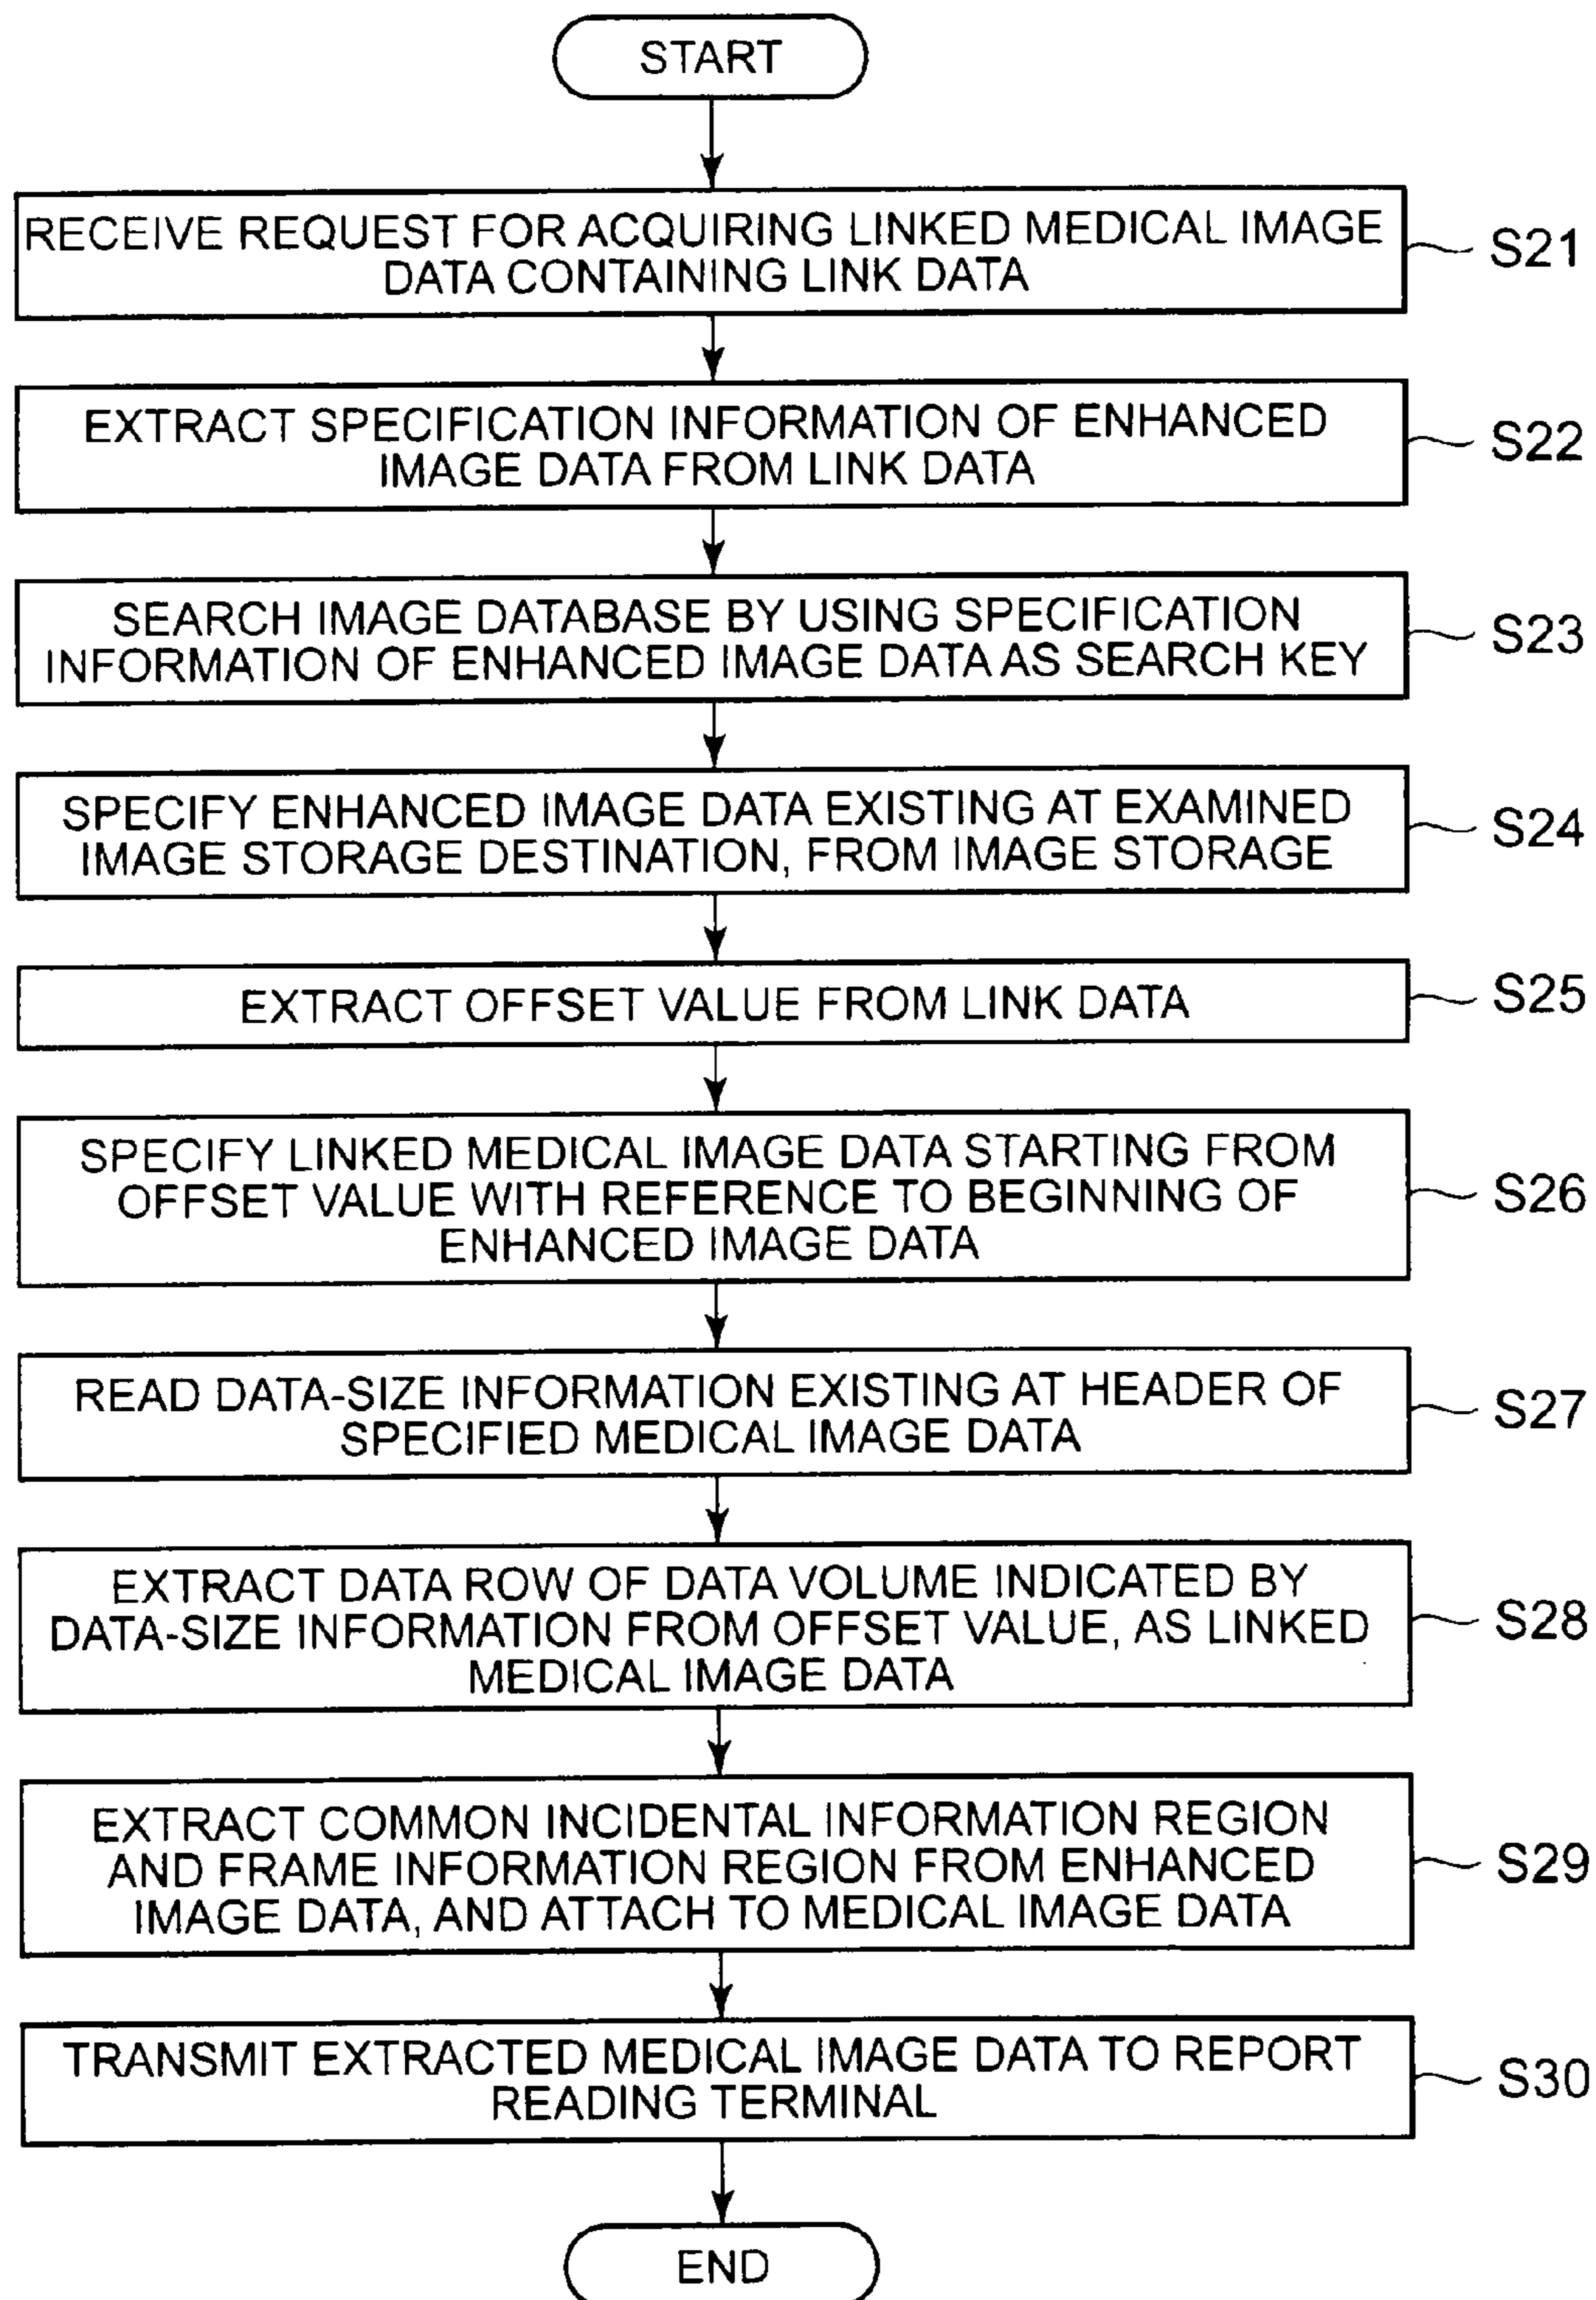 START
RECEIVE REQUEST FOR ACQUIRING LINKED MEDICAL IMAGE
DATA CONTAINING LINK DATA
S21
EXTRACT SPECIFICATION INFORMATION OF ENHANCED
IMAGE DATA FROM LINK DATA
S22
SEARCH IMAGE DATABASE BY USING SPECIFICATION
INFORMATION OF ENHANCED IMAGE DATA AS SEARCH KEY
S23
SPECIFY ENHANCED IMAGE DATA EXISTING AT EXAMINED
IMAGE STORAGE DESTINATION, FROM IMAGE STORAGE
S24
EXTRACT OFFSET VALUE FROM LINK DATA
S25
SPECIFY LINKED MEDICAL IMAGE DATA STARTING FROM
OFFSET VALUE WITH REFERENCE TO BEGINNING OF
ENHANCED IMAGE DATA
S26
READ DATA-SIZE INFORMATION EXISTING AT HEADER OF
SPECIFIED MEDICAL IMAGE DATA
S27
EXTRACT DATA ROW OF DATA VOLUME INDICATED BY
DATA-SIZE INFORMATION FROM OFFSET VALUE, AS LINKED
MEDICAL IMAGE DATA
S28
EXTRACT COMMON INCIDENTAL INFORMATION REGION
AND FRAME INFORMATION REGION FROM ENHANCED
IMAGE DATA, AND ATTACH TO MEDICAL IMAGE DATA
S29
TRANSMIT EXTRACTED MEDICAL IMAGE DATA TO REPORT
READING TERMINAL
S30
END